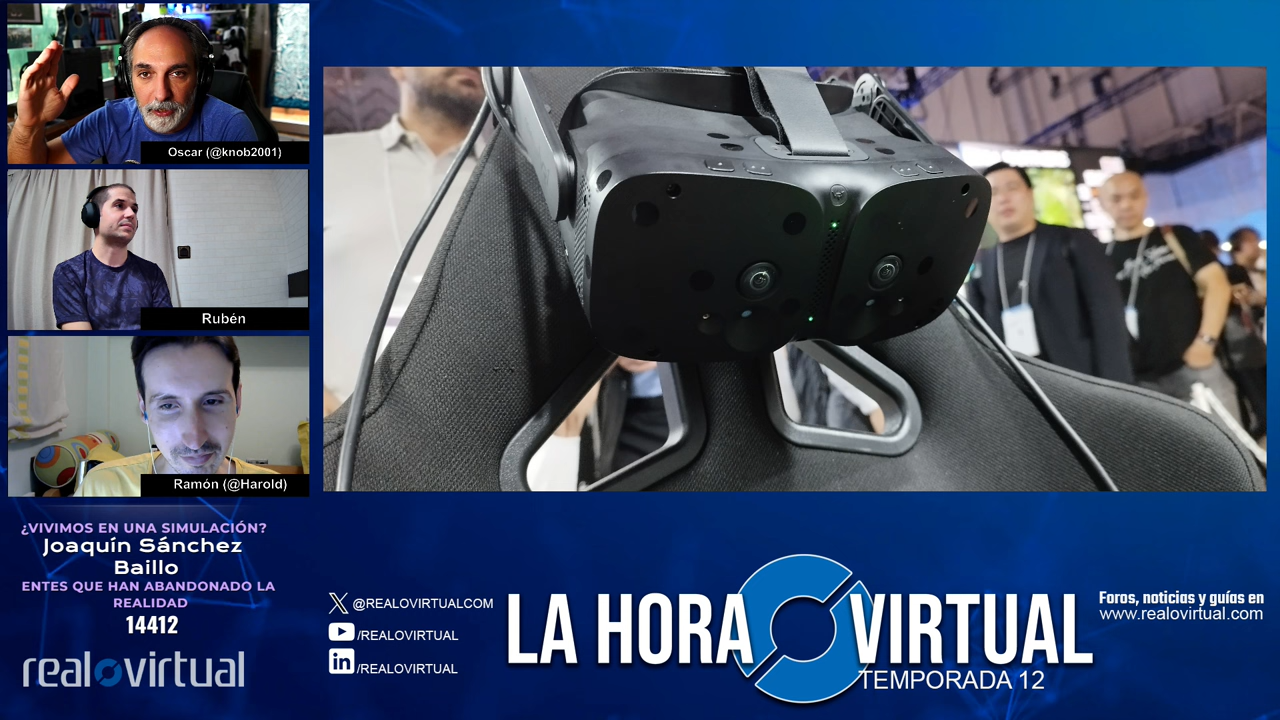 Oscar (@knob2001)
Rubén
Ramón (@Harold)
¿VIVIMOS EN UNA SIMULACIÓN?
Joaquín Sánchez
Baillo
ENTES QUE HAN ABANDONADO LA
REALIDAD
14412
realovirtual
@REALOVIRTUALCOM
/REALOVIRTUAL
/REALOVIRTUAL
LA HORA VIRTUAL
TEMPORADA 12
Foros, noticias y guías en
www.realovirtual.com